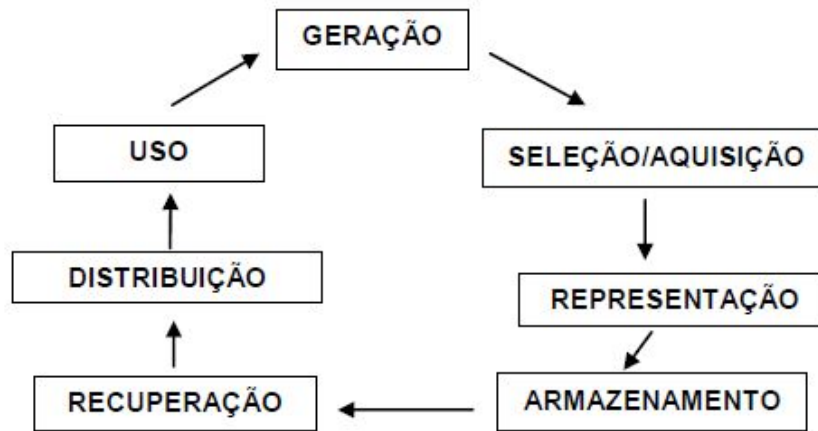 GERAÇÃO
SELEÇÃO/AQUISIÇÃO
REPRESENTAÇÃO
ARMAZENAMENTO
RECUPERAÇÃO
DISTRIBUIÇÃO
USO